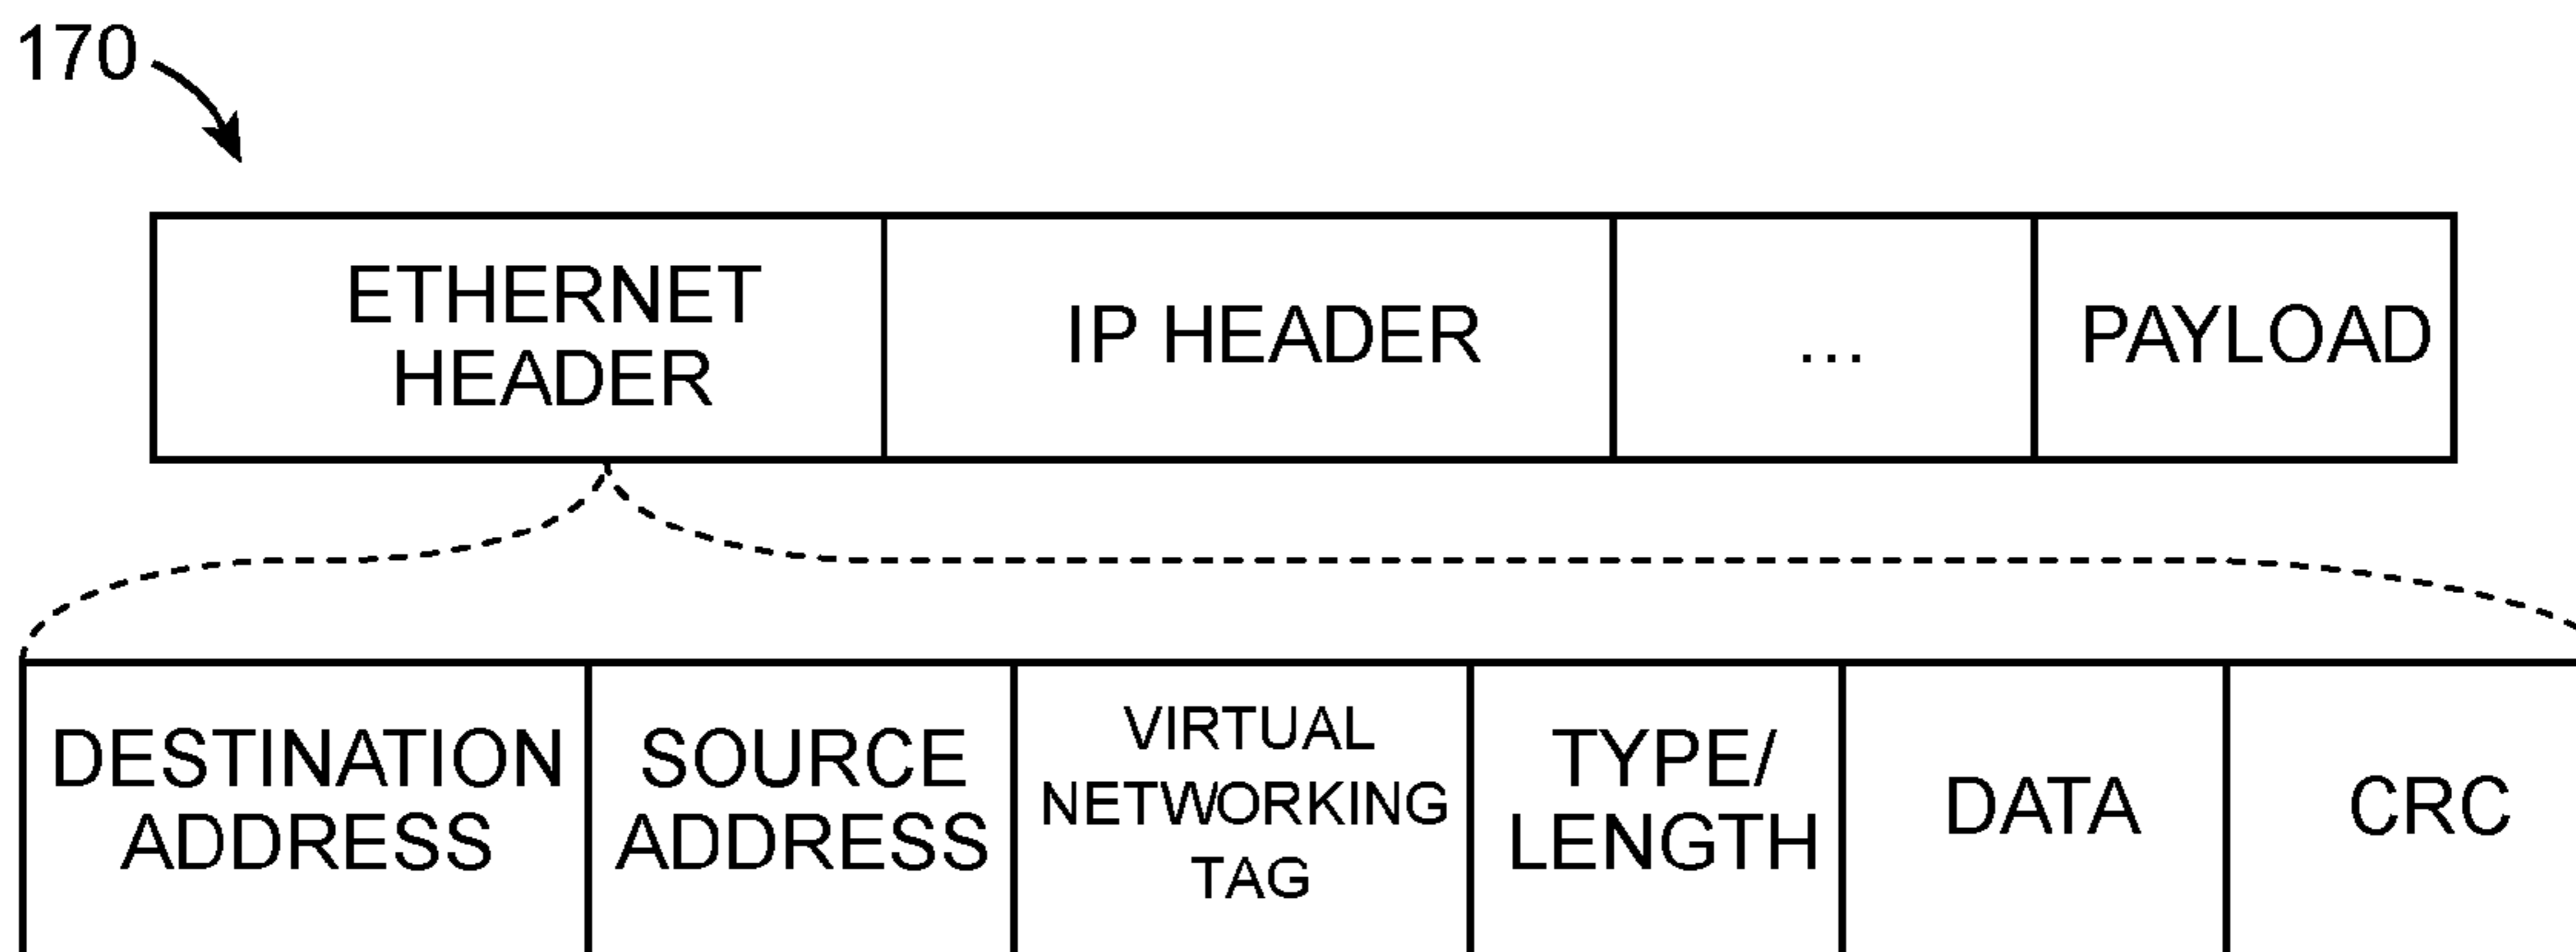 170
ETHERNET
HEADER
IP HEADER
...
PAYLOAD
DESTINATION
ADDRESS
SOURCE
ADDRESS
VIRTUAL
NETWORKING
TAG
TYPE/
LENGTH
DATA
CRC